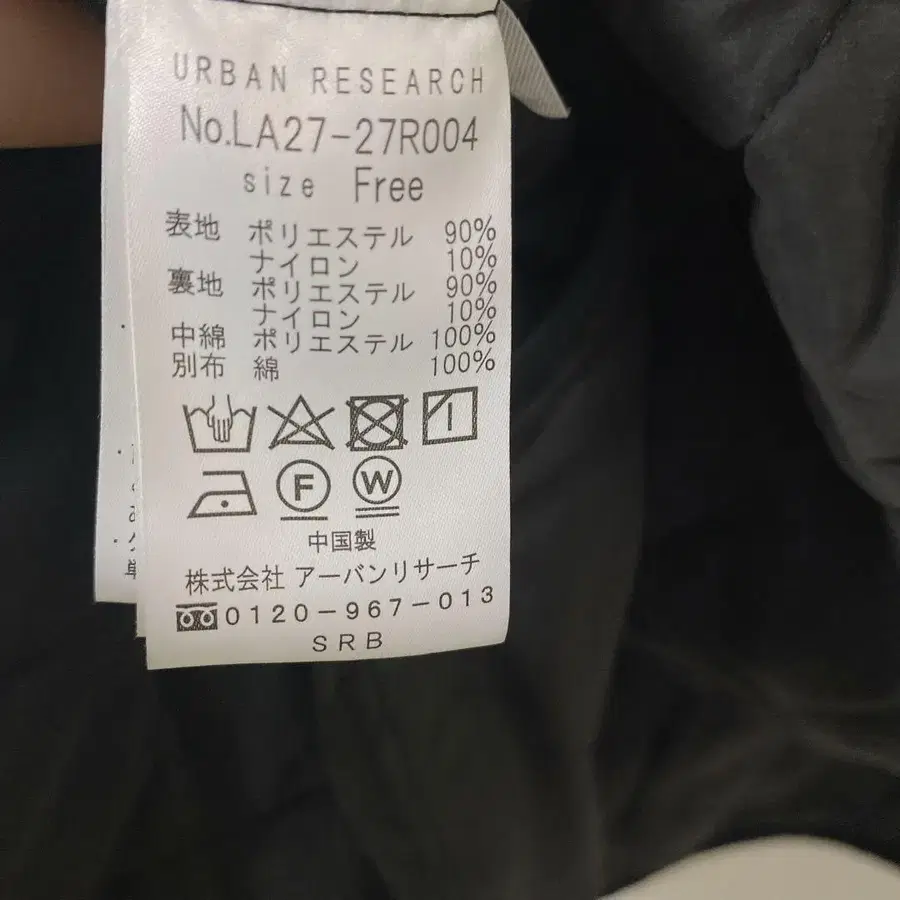 URBAN RESEARCH
No.LA27-27R004
size Free
表地 ポリエステル 90%
ナイロン 10%
裏地 ポリエステル 90%
ナイロン 10%
中綿 ポリエステル 100%
別布 綿 100%
F W
中国製
株式会社 アーバンリサーチ
0120-967-013
SRB
単